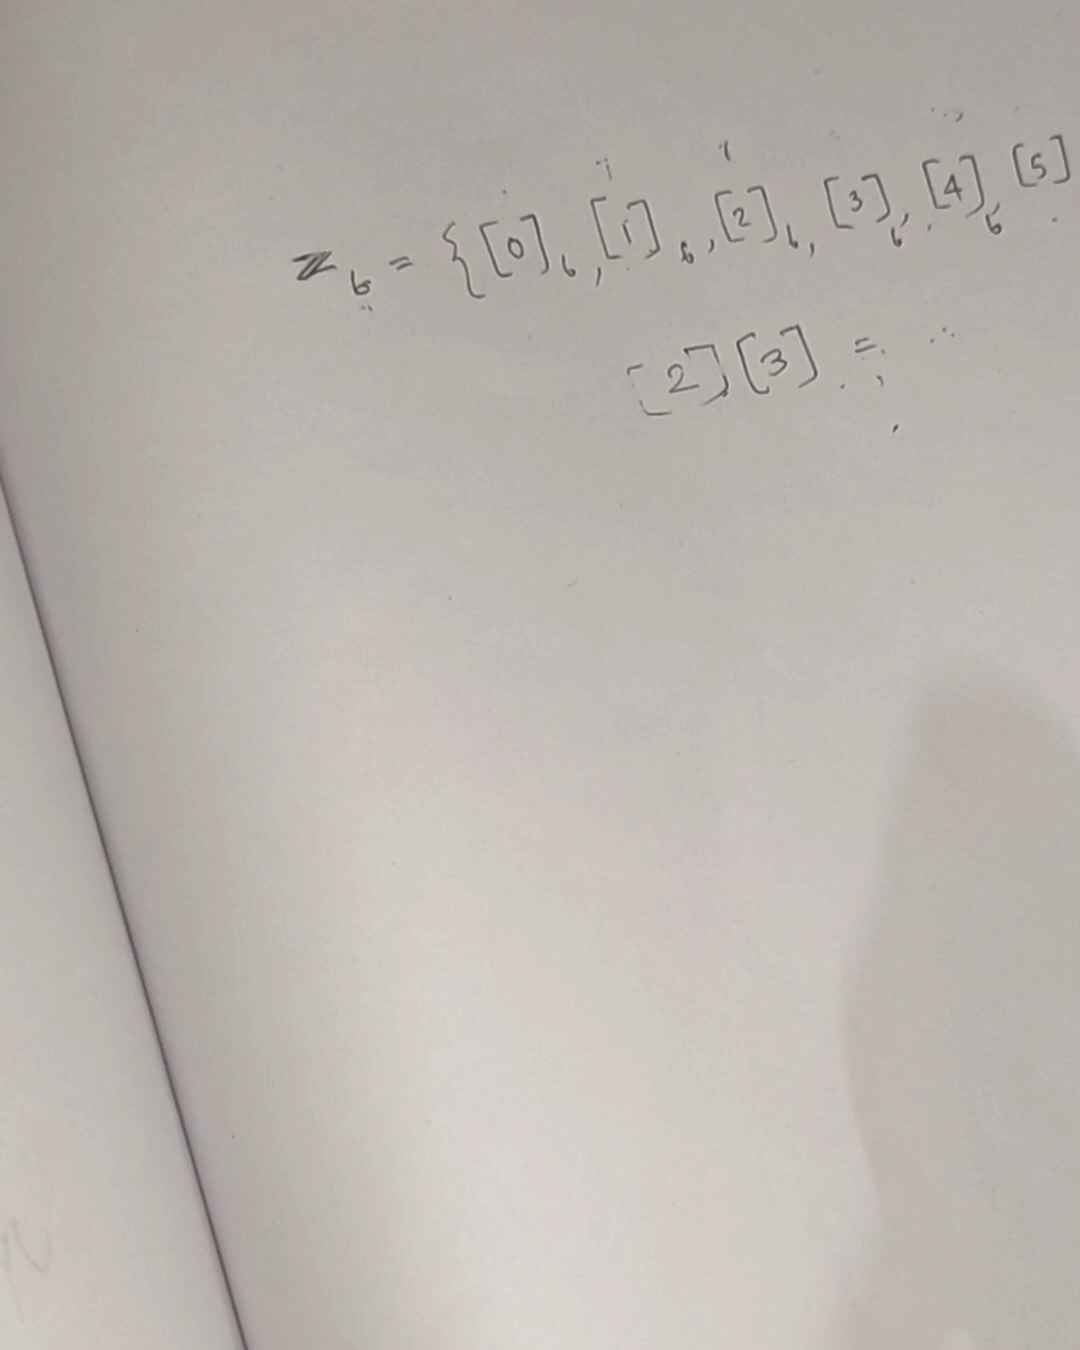 ℤ₆ = {[0]₆, [1]₆, [2]₆, [3]₆, [4]₆, [5]
[2][3] =